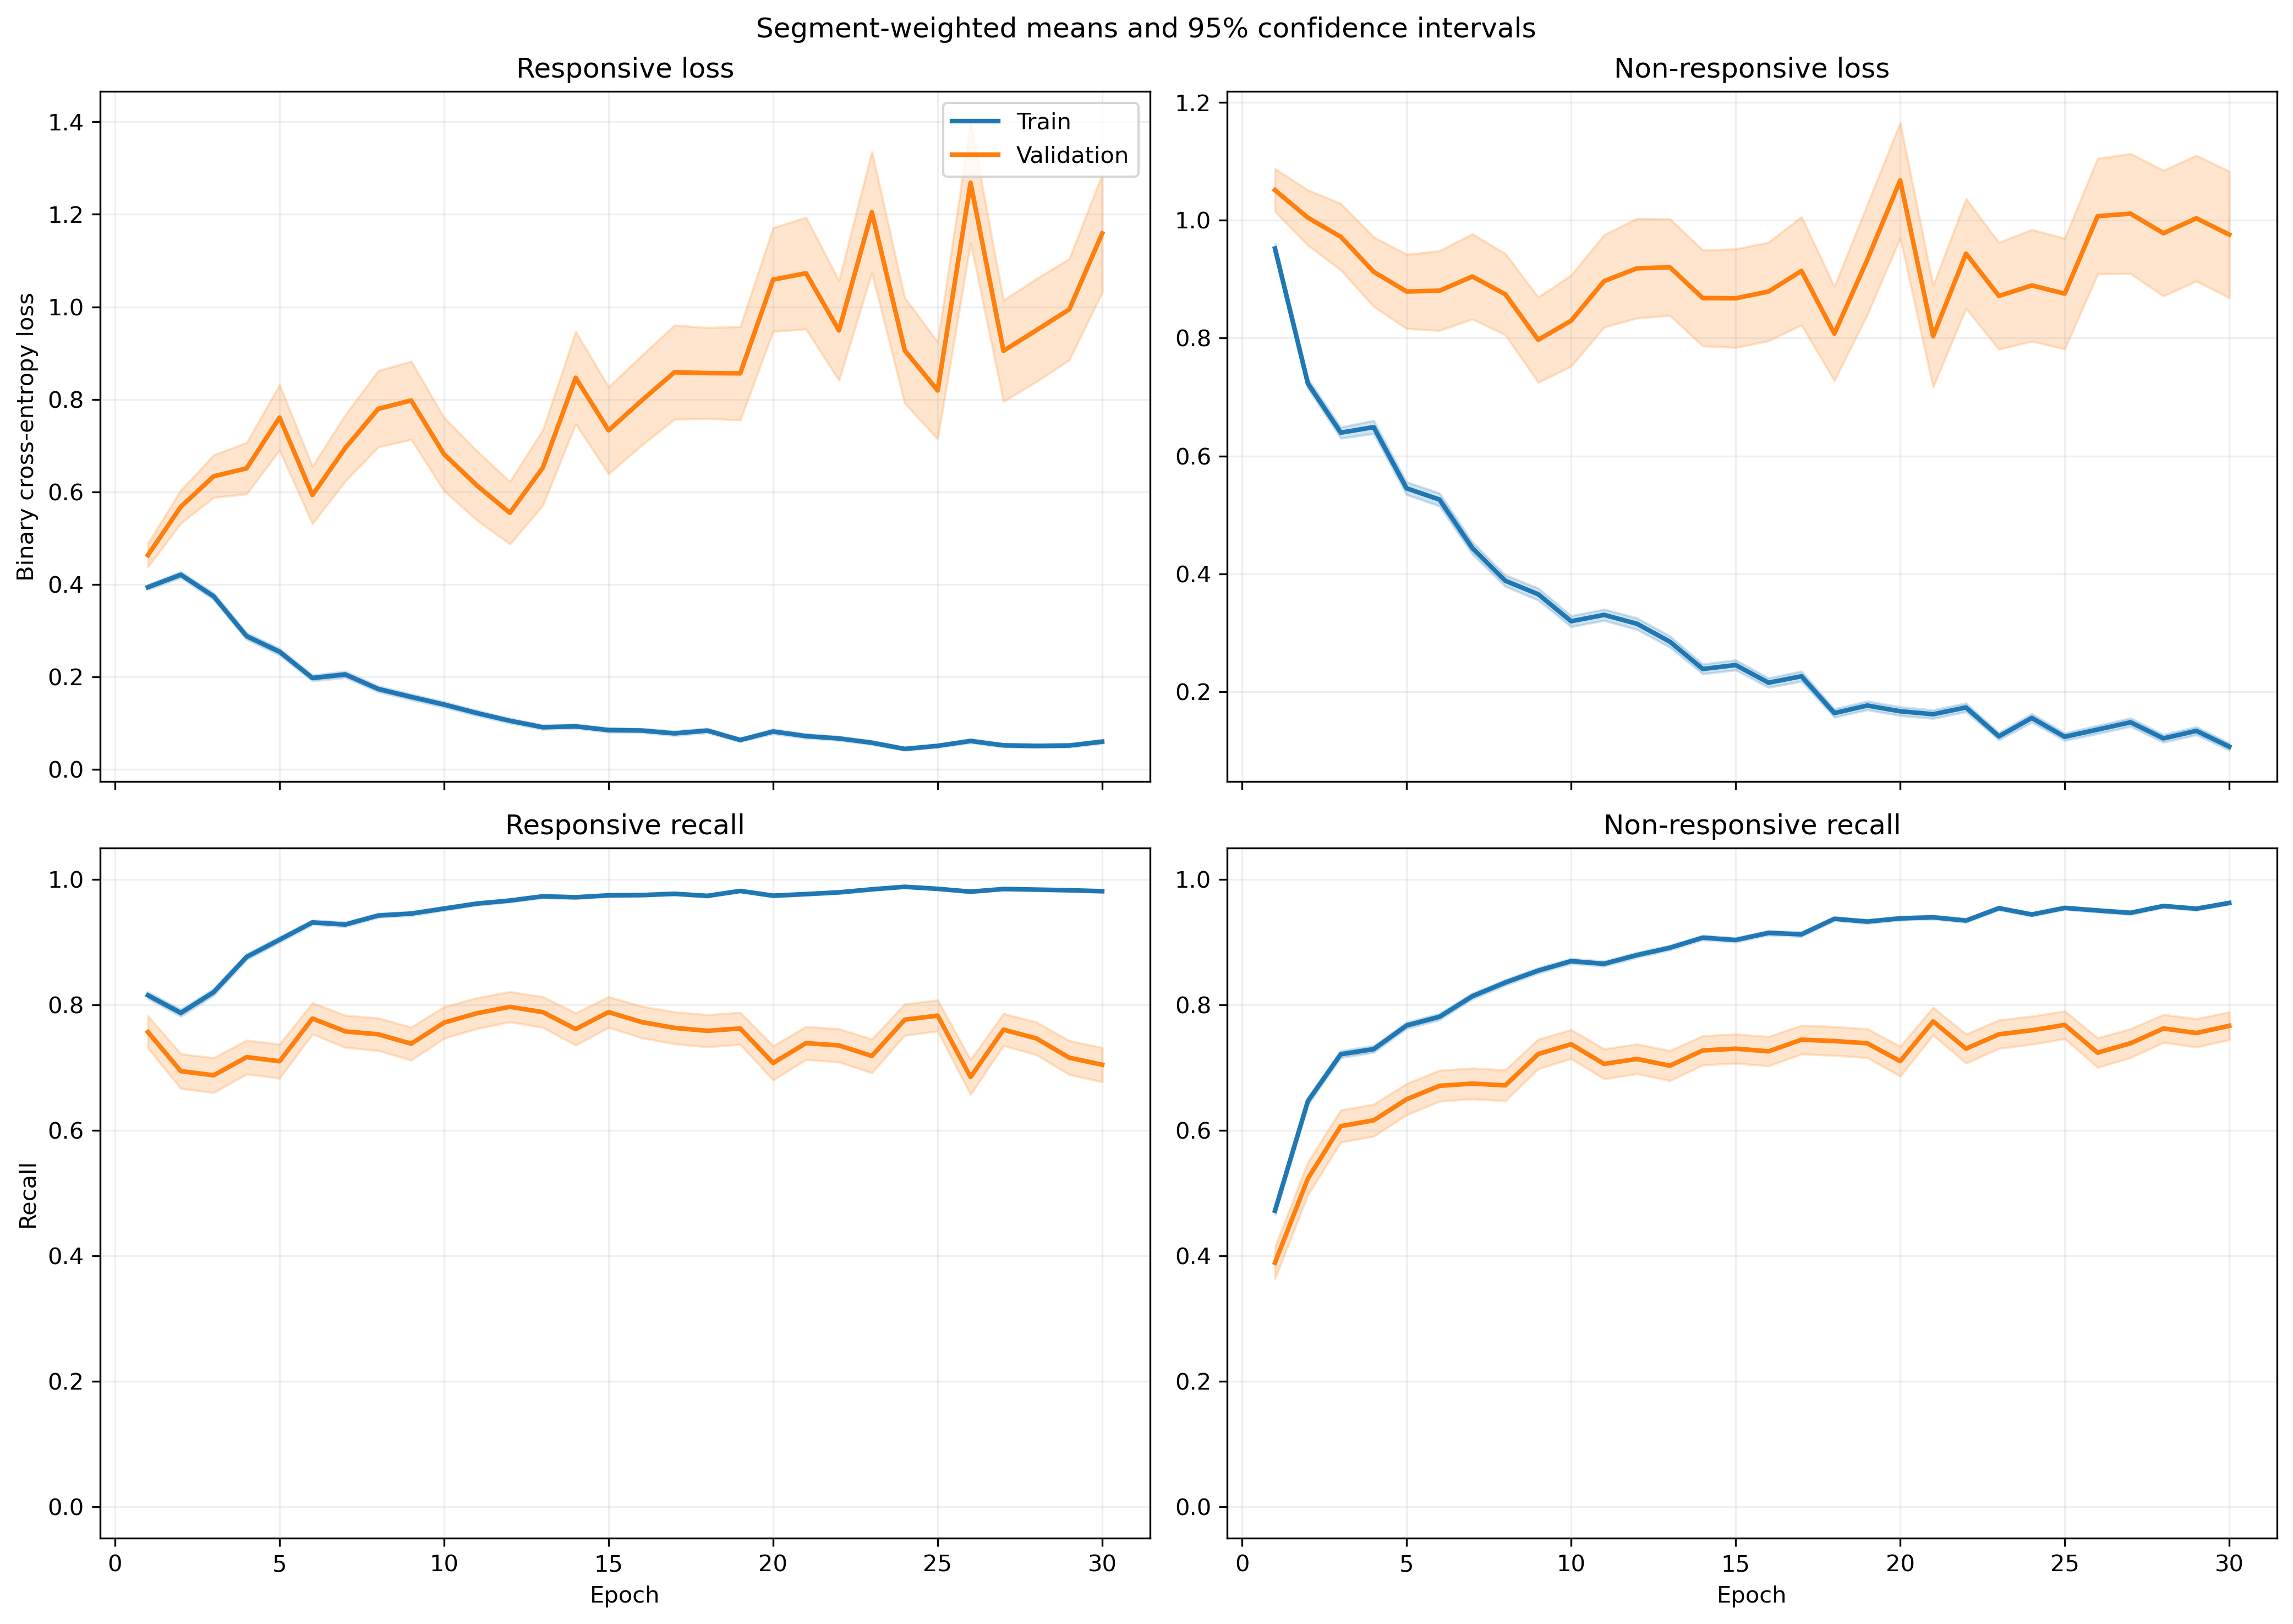 Segment-weighted means and 95% confidence intervals
Responsive loss
Non-responsive loss
Binary cross-entropy loss
1.4
1.2
1.0
0.8
0.6
0.4
0.2
0.0
Train
Validation
1.2
1.0
0.8
0.6
0.4
0.2
Responsive recall
Non-responsive recall
Recall
1.0
0.8
0.6
0.4
0.2
0.0
0 5 10 15 20 25 30
Epoch
1.0
0.8
0.6
0.4
0.2
0.0
0 5 10 15 20 25 30
Epoch